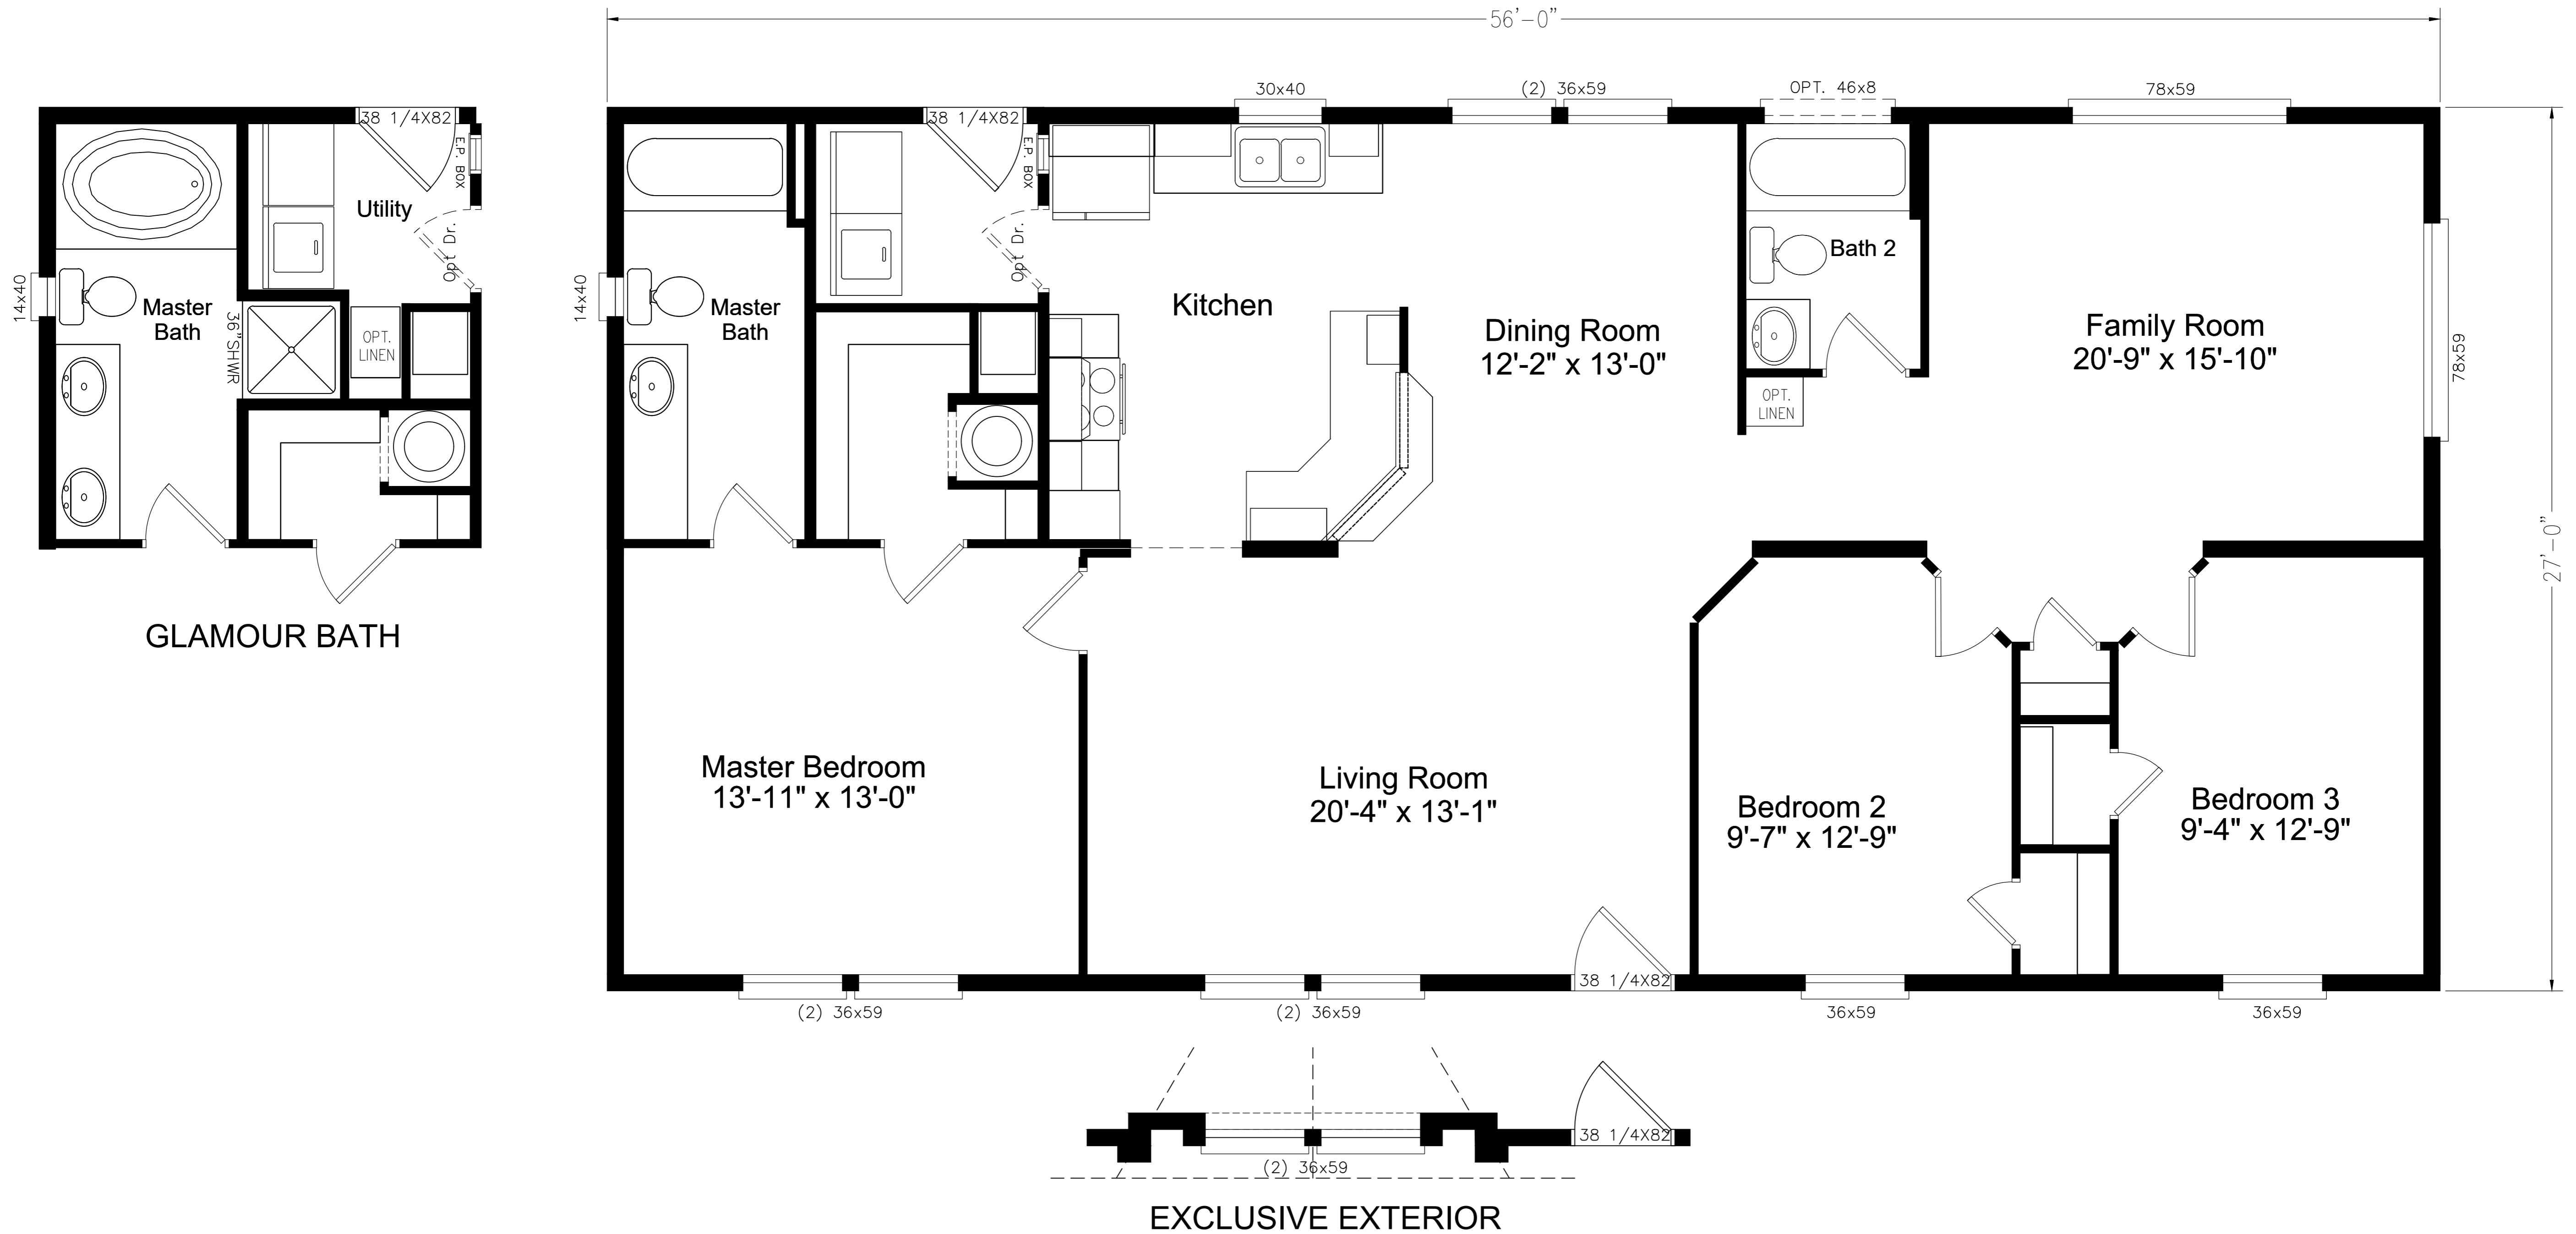 56'-0"
30x40
(2) 36x59
OPT. 46x8
78x59
38 1/4X82
E.P. BOX
Utility
Opt Dr.
14x40
Master
Bath
36"SHWR
OPT.
LINEN
GLAMOUR BATH
38 1/4X82
E.P. BOX
Opt Dr.
14x40
Master
Bath
Kitchen
Dining Room
12'-2" x 13'-0"
Bath 2
OPT.
LINEN
Family Room
20'-9" x 15'-10"
78x59
27'-0"
Master Bedroom
13'-11" x 13'-0"
Living Room
20'-4" x 13'-1"
Bedroom 2
9'-7" x 12'-9"
Bedroom 3
9'-4" x 12'-9"
38 1/4X82
(2) 36x59
(2) 36x59
36x59
36x59
38 1/4X82
(2) 36x59
EXCLUSIVE EXTERIOR